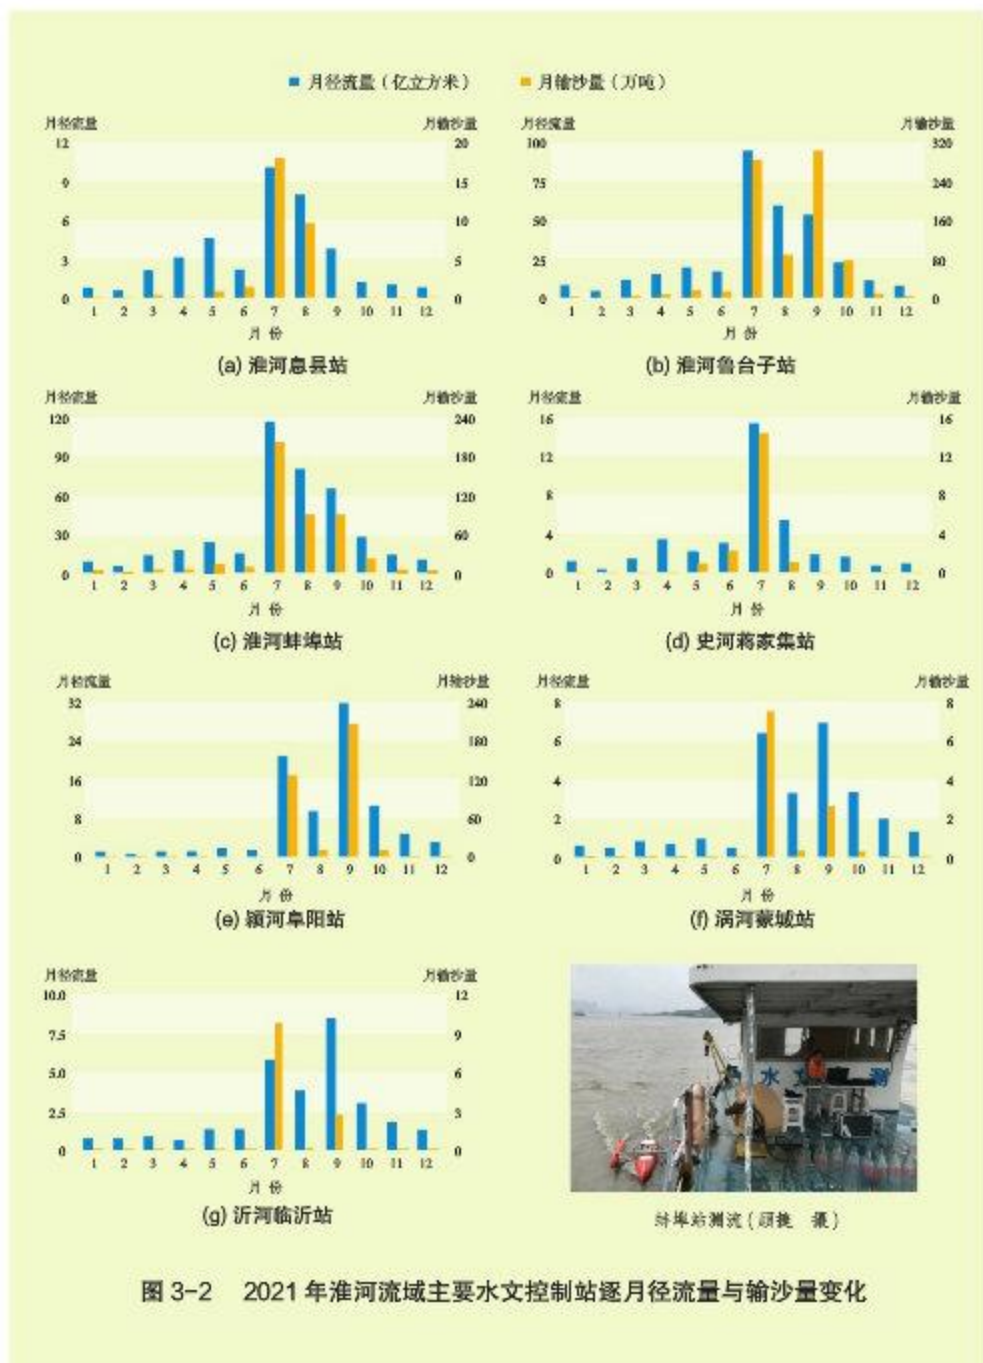 月径流量（亿立方米） 月输沙量（万吨）
月径流量 月输沙量 月径流量 月输沙量
12 20 100 320
9 15 75 240
6 10 50 160
3 5 25 80
0 0 0 0
1 2 3 4 5 6 7 8 9 10 11 12 1 2 3 4 5 6 7 8 9 10 11 12
月 份 月 份
(a) 淮河息县站 (b) 淮河鲁台子站
月径流量 月输沙量 月径流量 月输沙量
120 240 16 16
90 180 12 12
60 120 8 8
30 60 4 4
0 0 0 0
1 2 3 4 5 6 7 8 9 10 11 12 1 2 3 4 5 6 7 8 9 10 11 12
月 份 月 份
(c) 淮河蚌埠站 (d) 史河蒋家集站
月径流量 月输沙量 月径流量 月输沙量
32 240 8 8
24 180 6 6
16 120 4 4
8 60 2 2
0 0 0 0
1 2 3 4 5 6 7 8 9 10 11 12 1 2 3 4 5 6 7 8 9 10 11 12
月 份 月 份
(e) 颍河阜阳站 (f) 涡河蒙城站
月径流量 月输沙量
10.0 12
7.5 9
5.0 6
2.5 3
0 0
1 2 3 4 5 6 7 8 9 10 11 12
月 份
(g) 沂河临沂站
水文 测
蚌埠站测流（顾捷 摄）
图 3-2 2021 年淮河流域主要水文控制站逐月径流量与输沙量变化